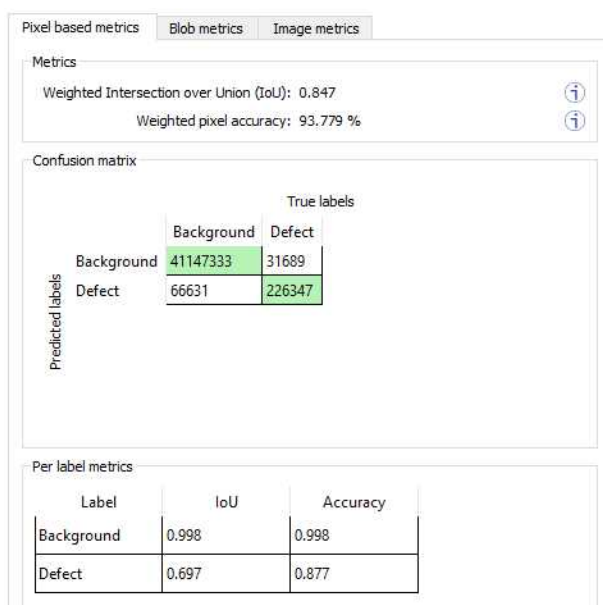 Pixel based metrics Blob metrics Image metrics
Metrics
Weighted Intersection over Union (IoU): 0.847
Weighted pixel accuracy: 93.779 %
Confusion matrix
True labels
Background Defect
Background 41147333 31689
Defect 66631 226347
Predicted labels
Per label metrics
Label IoU Accuracy
Background 0.998 0.998
Defect 0.697 0.877